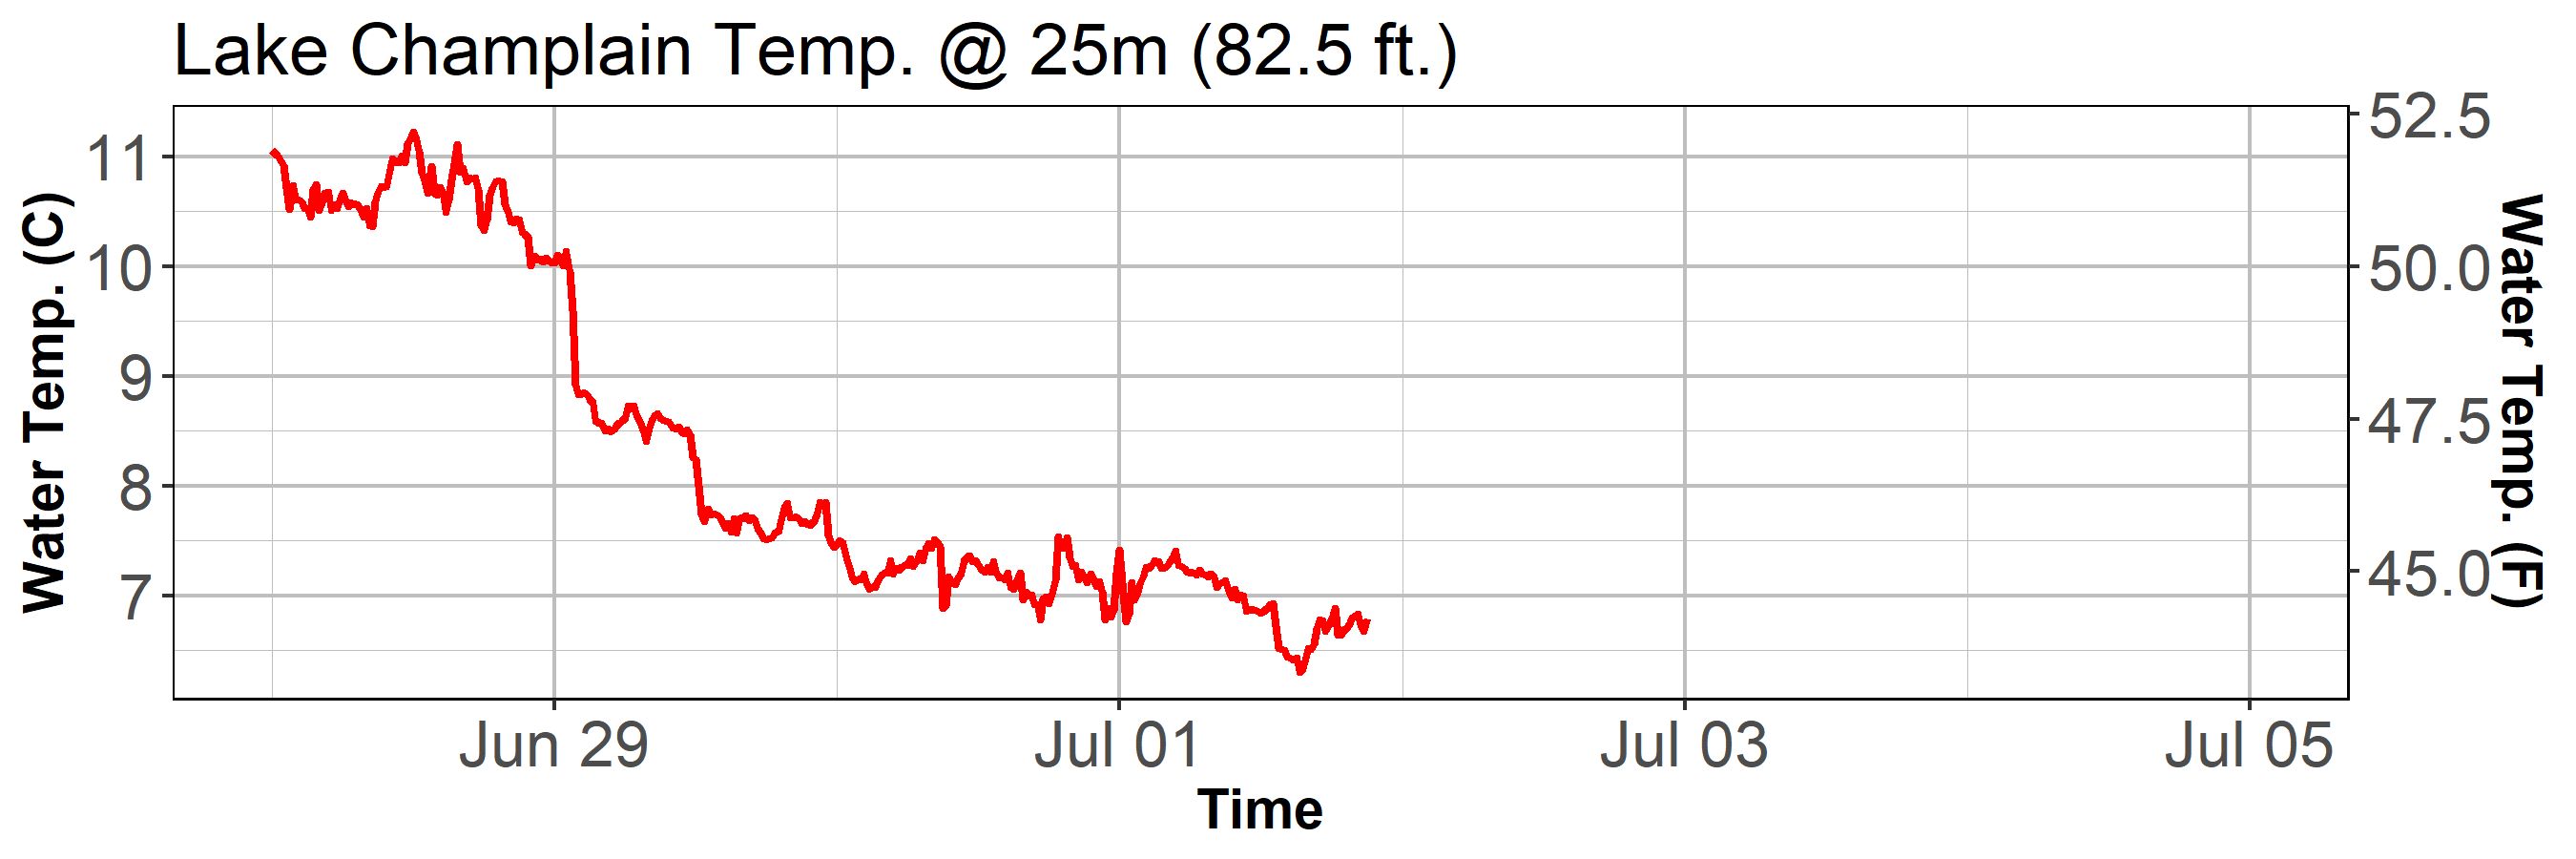 Lake Champlain Temp. @ 25m (82.5 ft.)
Water Temp. (C)
11
10
9
8
7
52.5
50.0
47.5
45.0
Water Temp. (F)
Jun 29
Jul 01
Jul 03
Jul 05
Time